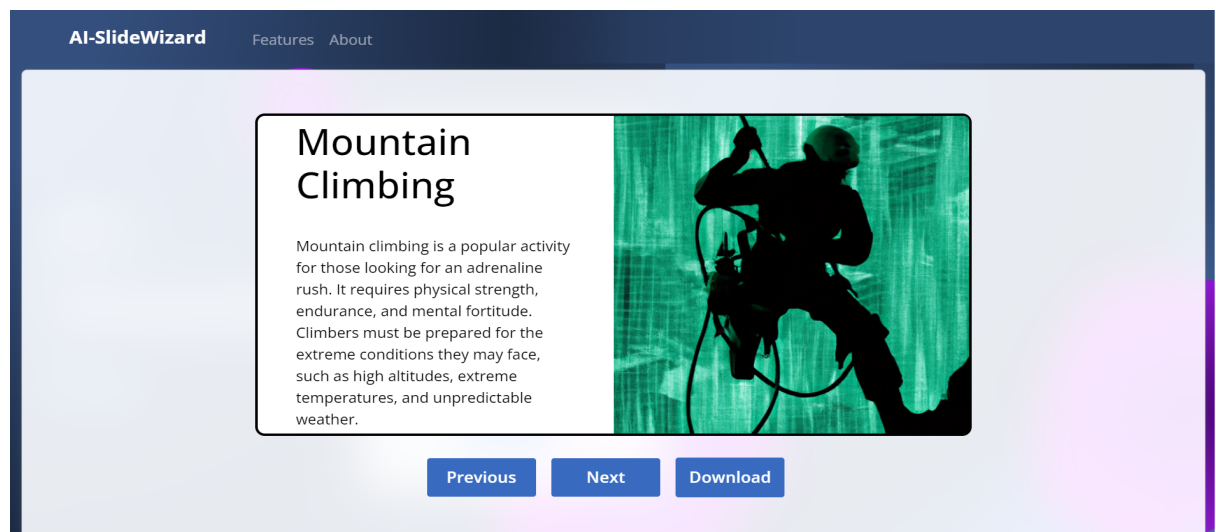 AI-SlideWizard Features About
Mountain
Climbing
Mountain climbing is a popular activity
for those looking for an adrenaline
rush. It requires physical strength,
endurance, and mental fortitude.
Climbers must be prepared for the
extreme conditions they may face,
such as high altitudes, extreme
temperatures, and unpredictable
weather.
Previous Next Download